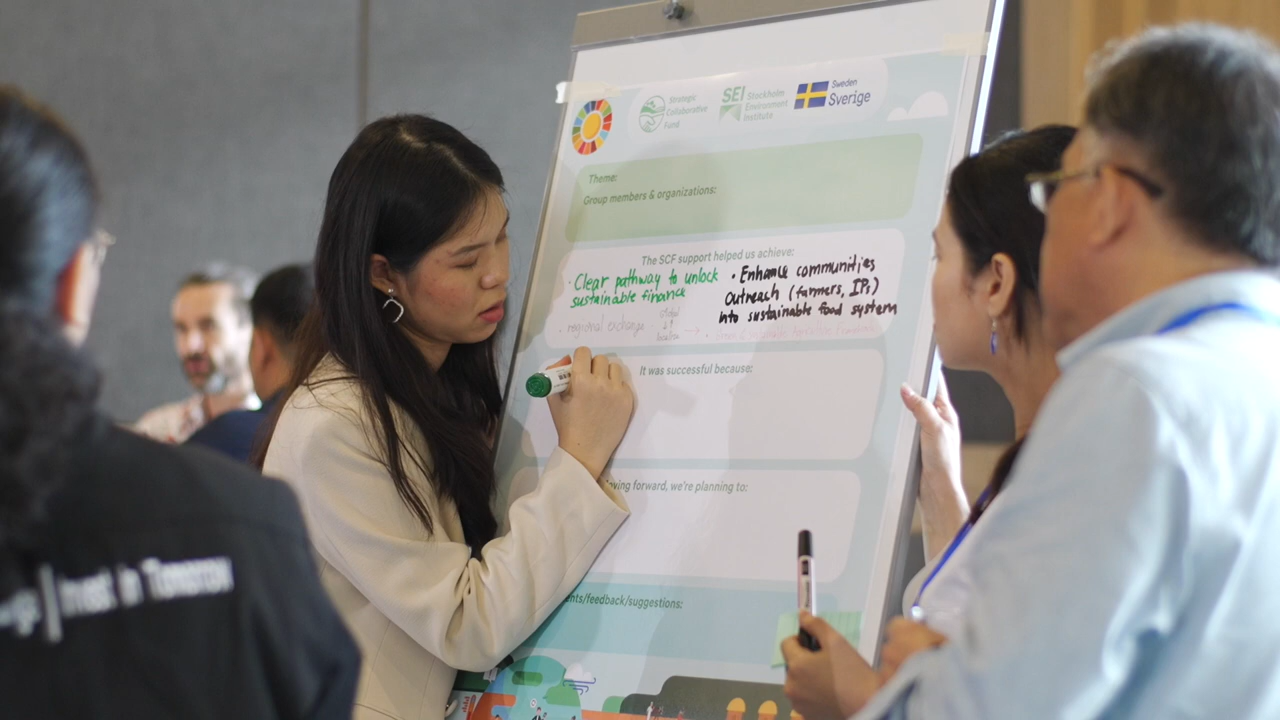 Strategic
Collaborative
Fund
SEI Stockholm
Environment
Institute
Sweden
Sverige
Theme:
Group members & organizations:
The SCF support helped us achieve:
· Clear pathway to unlock
sustainable finance
· Enhance communities
Outreach (farmers, IPs)
into sustainable food system
· regional exchange
It was successful because:
oving forward, we're planning to:
ents/feedback/suggestions:
Invest in Tomorrow